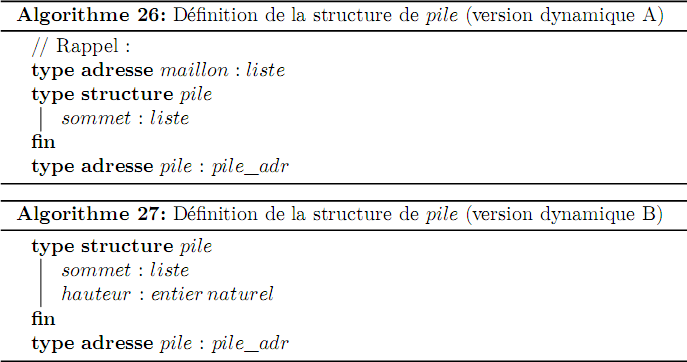 Algorithme 26: Définition de la structure de pile (version dynamique A)
// Rappel :
type adresse maillon : liste
type structure pile
sommet : liste
fin
type adresse pile : pile_adr
Algorithme 27: Définition de la structure de pile (version dynamique B)
type structure pile
sommet : liste
hauteur : entier naturel
fin
type adresse pile : pile_adr